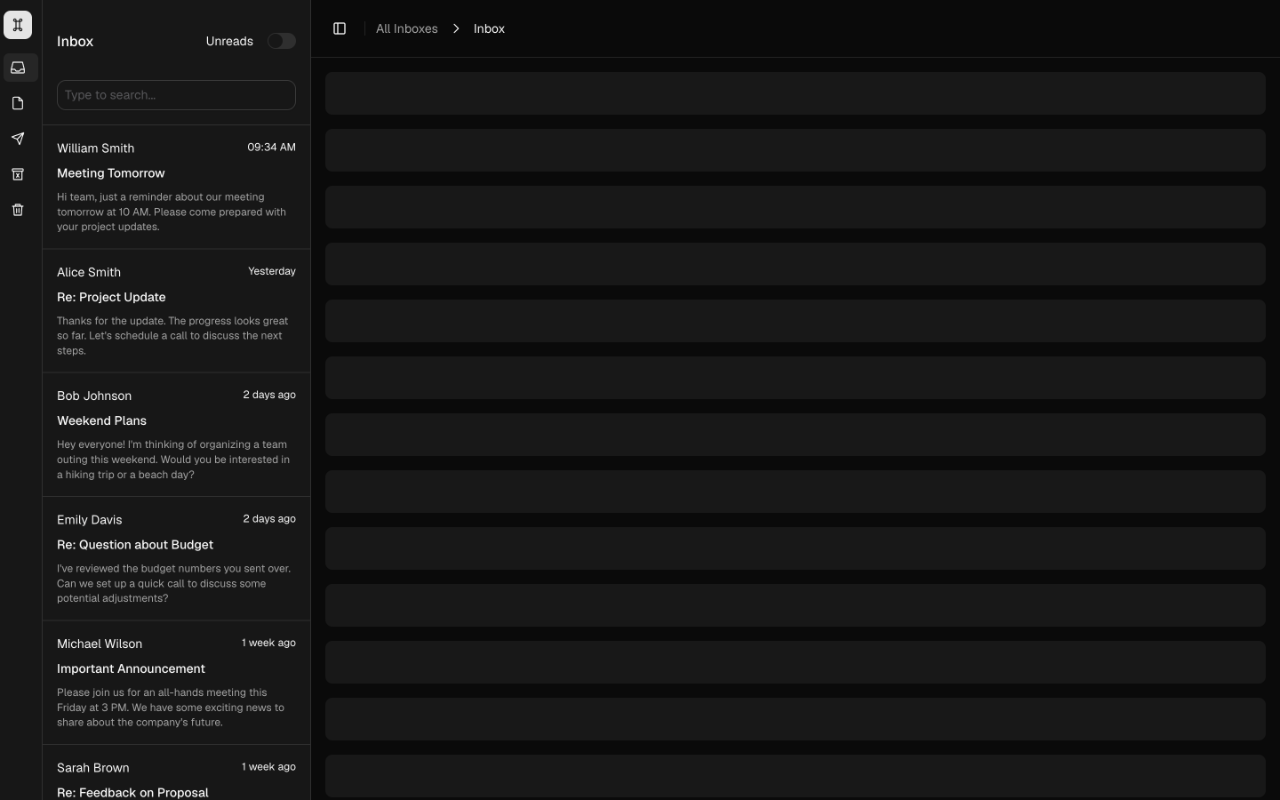 Inbox
Unreads
Type to search...
William Smith
09:34 AM
Meeting Tomorrow
Hi team, just a reminder about our meeting
tomorrow at 10 AM. Please come prepared with
your project updates.
Alice Smith
Yesterday
Re: Project Update
Thanks for the update. The progress looks great
so far. Let's schedule a call to discuss the next
steps.
Bob Johnson
2 days ago
Weekend Plans
Hey everyone! I'm thinking of organizing a team
outing this weekend. Would you be interested in
a hiking trip or a beach day?
Emily Davis
2 days ago
Re: Question about Budget
I've reviewed the budget numbers you sent over.
Can we set up a quick call to discuss some
potential adjustments?
Michael Wilson
1 week ago
Important Announcement
Please join us for an all-hands meeting this
Friday at 3 PM. We have some exciting news to
share about the company's future.
Sarah Brown
1 week ago
Re: Feedback on Proposal
All Inboxes
Inbox